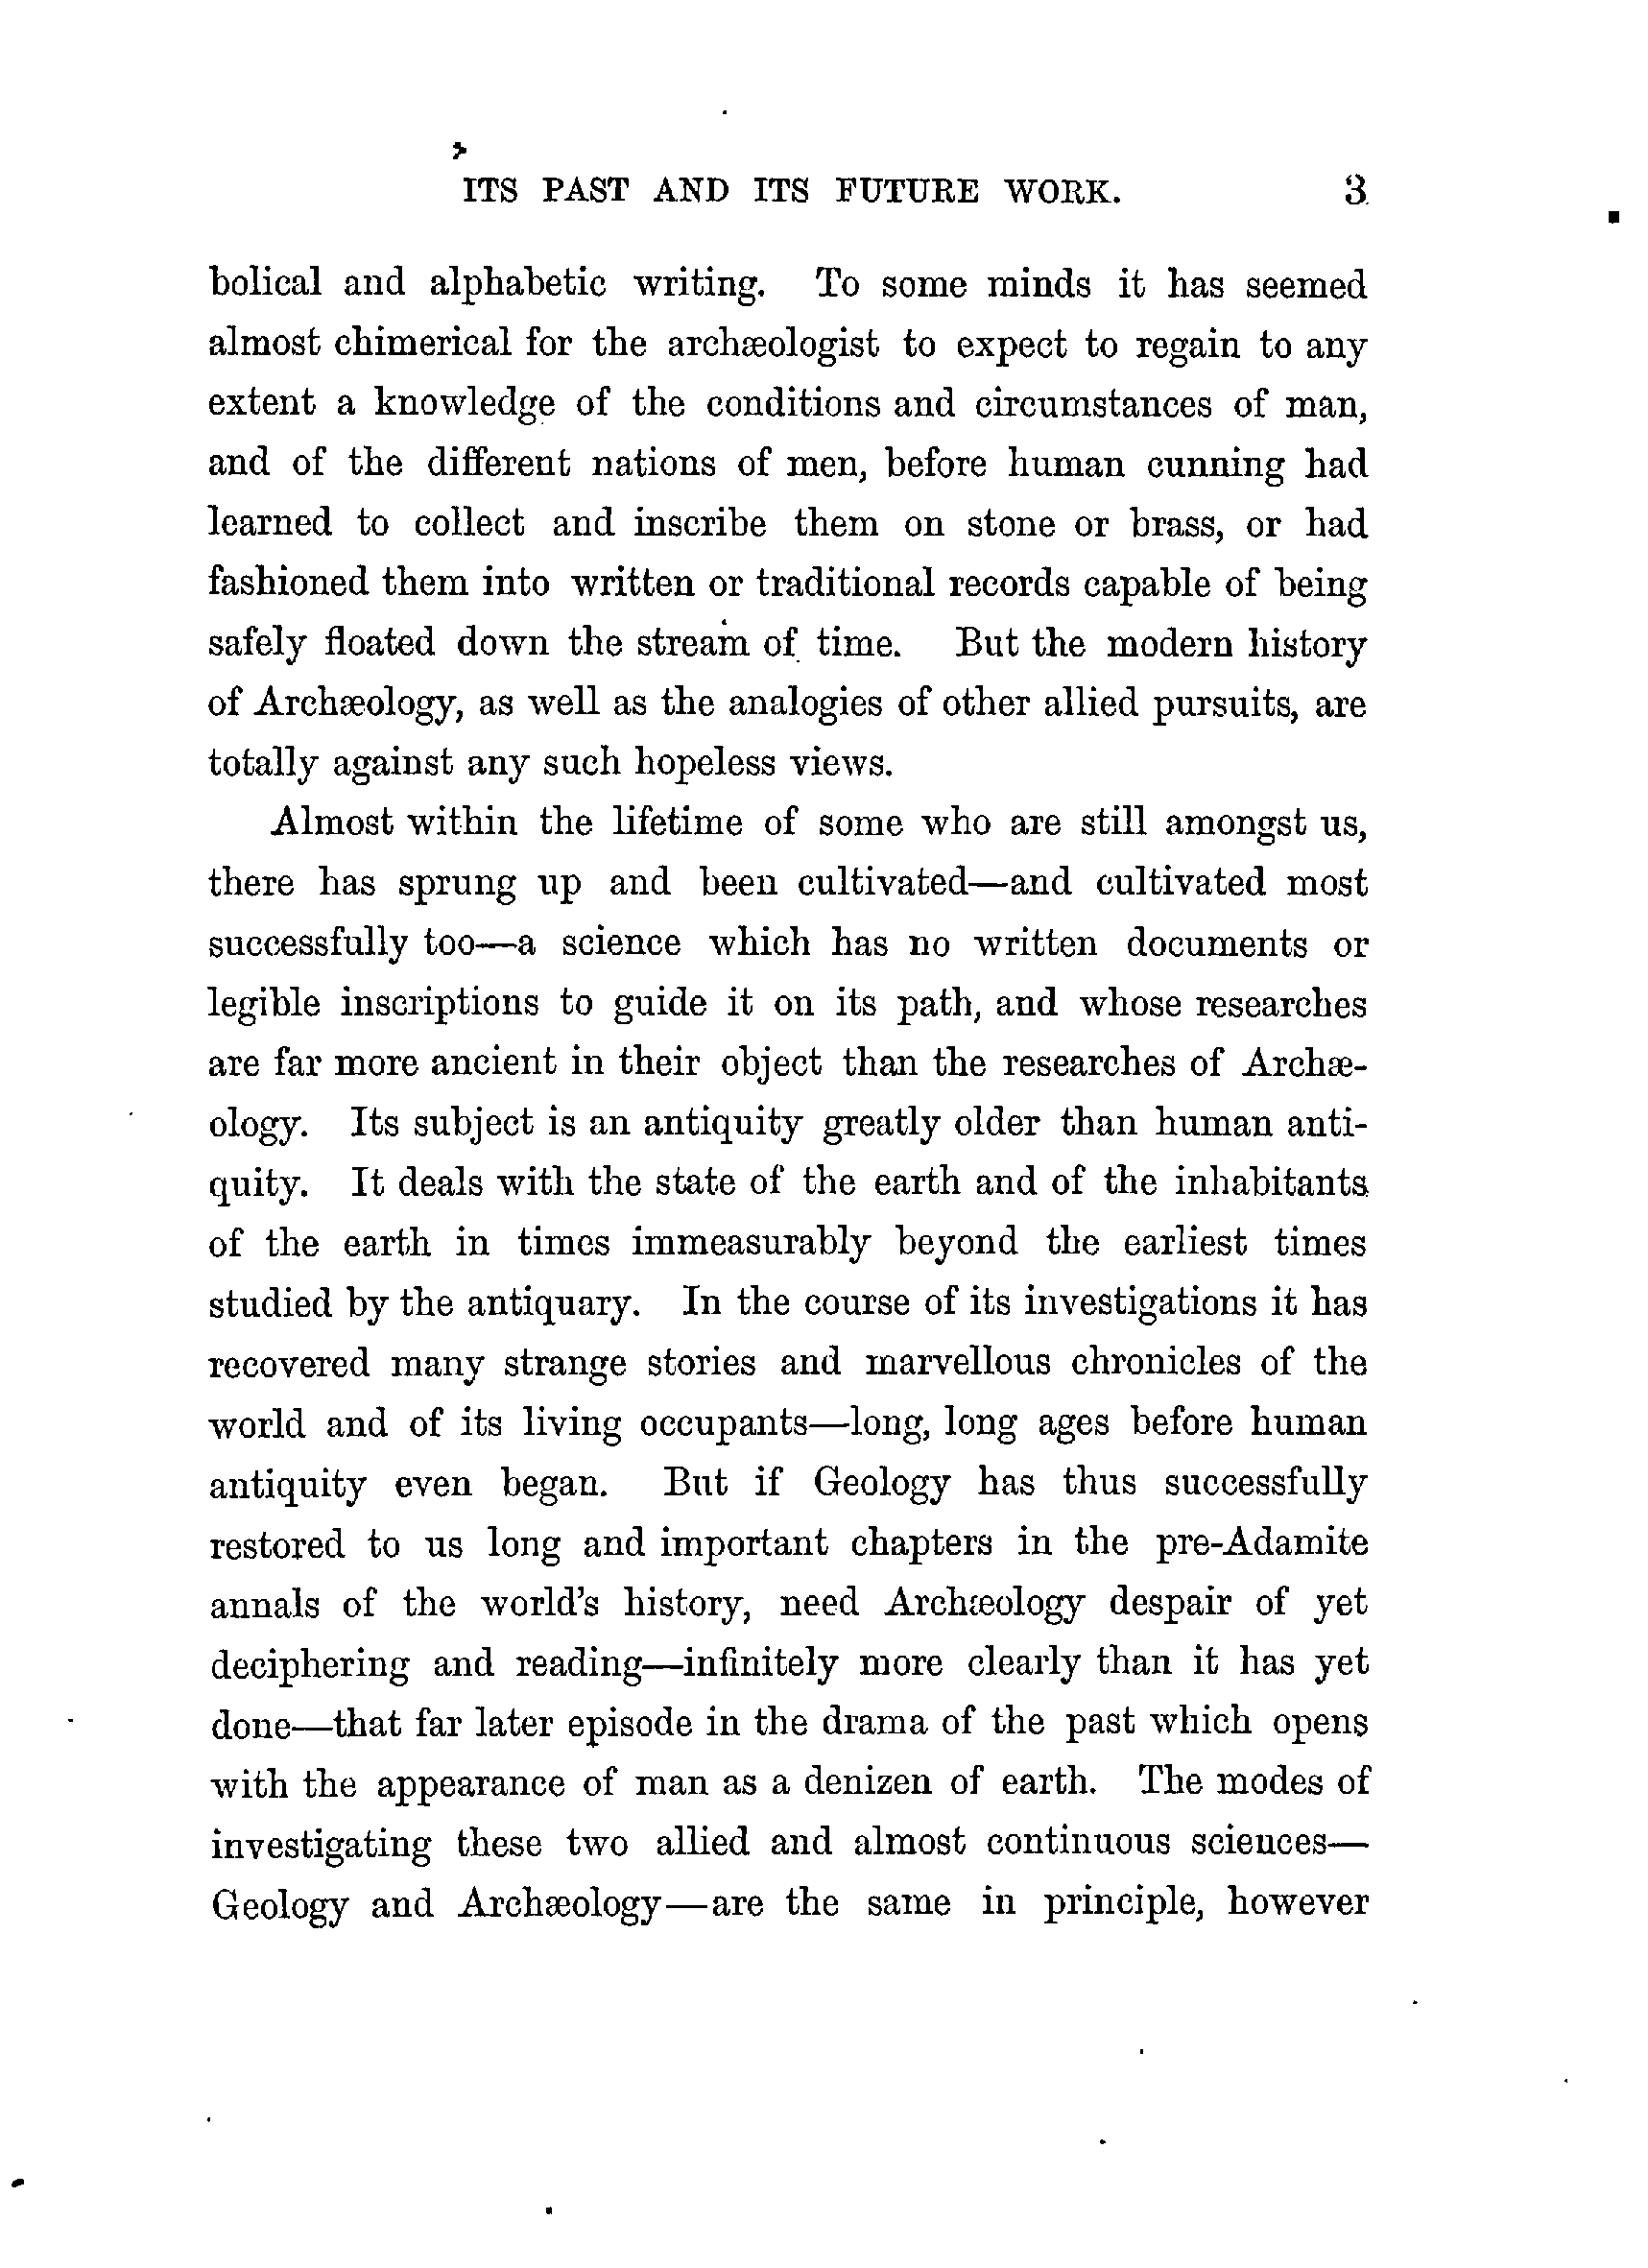 ITS PAST AND ITS FUTURE WORK. 3
bolical and alphabetic writing. To some minds it has seemed
almost chimerical for the archæologist to expect to regain to any
extent a knowledge of the conditions and circumstances of man,
and of the different nations of men, before human cunning had
learned to collect and inscribe them on stone or brass, or had
fashioned them into written or traditional records capable of being
safely floated down the stream of time. But the modern history
of Archæology, as well as the analogies of other allied pursuits, are
totally against any such hopeless views.
Almost within the lifetime of some who are still amongst us,
there has sprung up and been cultivated—and cultivated most
successfully too—a science which has no written documents or
legible inscriptions to guide it on its path, and whose researches
are far more ancient in their object than the researches of Archæ-
ology. Its subject is an antiquity greatly older than human anti-
quity. It deals with the state of the earth and of the inhabitants
of the earth in times immeasurably beyond the earliest times
studied by the antiquary. In the course of its investigations it has
recovered many strange stories and marvellous chronicles of the
world and of its living occupants—long, long ages before human
antiquity even began. But if Geology has thus successfully
restored to us long and important chapters in the pre-Adamite
annals of the world's history, need Archæology despair of yet
deciphering and reading—infinitely more clearly than it has yet
done—that far later episode in the drama of the past which opens
with the appearance of man as a denizen of earth. The modes of
investigating these two allied and almost continuous sciences—
Geology and Archæology—are the same in principle, however